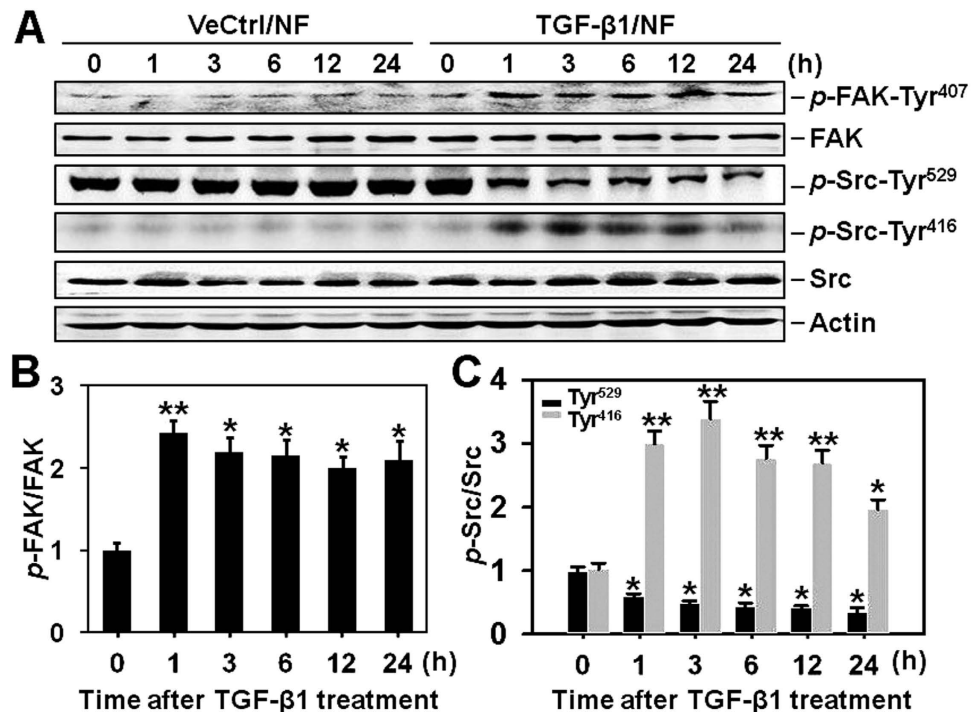 A
VeCtrl/NF TGF-β1/NF
0 1 3 6 12 24 0 1 3 6 12 24 (h)
p-FAK-Tyr⁴⁰⁷
FAK
p-Src-Tyr⁵²⁹
p-Src-Tyr⁴¹⁶
Src
Actin
B
p-FAK/FAK
3
2
1
0
** * * * *
0 1 3 6 12 24 (h)
Time after TGF-β1 treatment
C
p-Src/Src
4
3
2
1
0
Tyr⁵²⁹
Tyr⁴¹⁶
** ** ** ** *
* * * * *
0 1 3 6 12 24 (h)
Time after TGF-β1 treatment